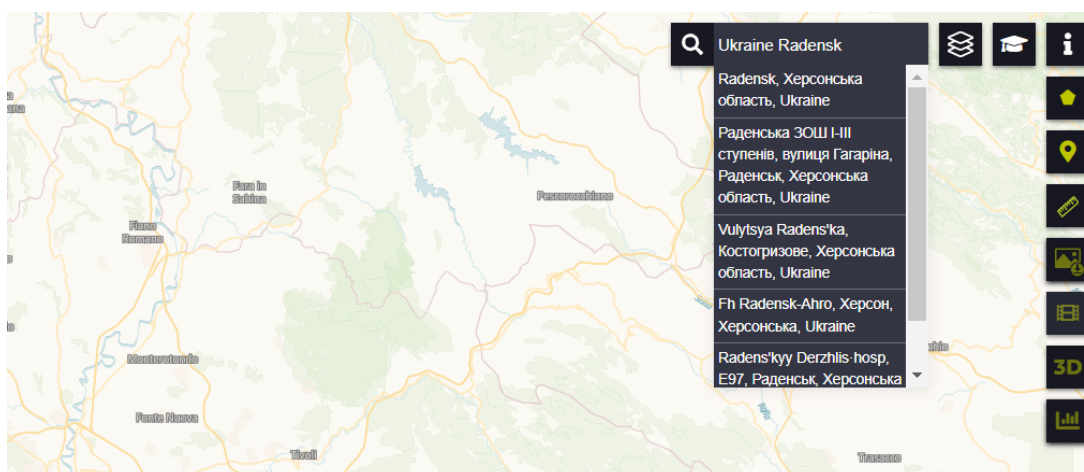 Ukraine Radensk
Radensk, Херсонська
область, Ukraine
Раденська ЗОШ І-ІІІ
ступенів, вулиця Гагаріна,
Раденськ, Херсонська
область, Ukraine
Vulytsya Radens'ka,
Костогризове, Херсонська
область, Ukraine
Fh Radensk-Ahro, Херсон,
Херсонська, Ukraine
Radens'kyy Derzhlis·hosp,
E97, Раденськ, Херсонська
3D
Fara in
Sabina
Pescorocchiano
Fiano
Romano
Monterotondo
Fonte Nuova
Tivoli
Trasacco